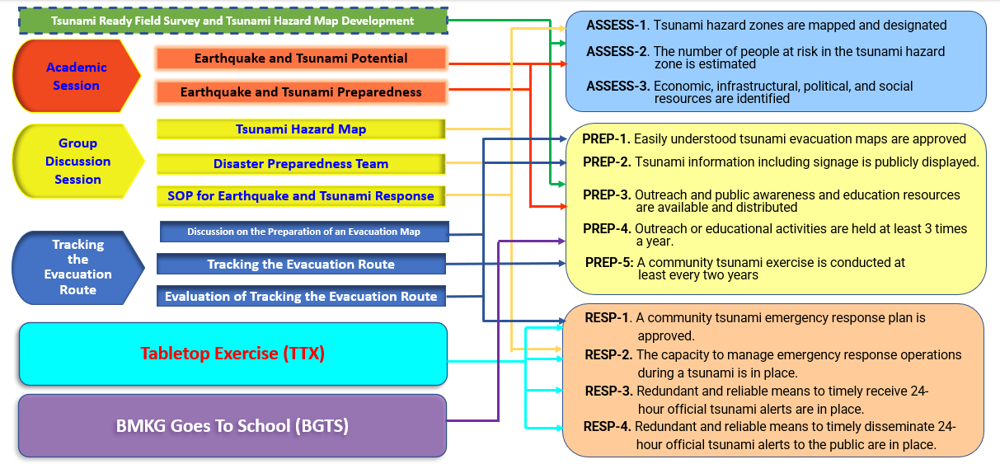 Tsunami Ready Field Survey and Tsunami Hazard Map Development
Academic
Session
Earthquake and Tsunami Potential
Earthquake and Tsunami Preparedness
Group
Discussion
Session
Tsunami Hazard Map
Disaster Preparedness Team
SOP for Earthquake and Tsunami Response
Tracking
the
Evacuation
Route
Discussion on the Preparation of an Evacuation Map
Tracking the Evacuation Route
Evaluation of Tracking the Evacuation Route
Tabletop Exercise (TTX)
BMKG Goes To School (BGTS)
ASSESS-1. Tsunami hazard zones are mapped and designated
ASSESS-2. The number of people at risk in the tsunami hazard
zone is estimated
ASSESS-3. Economic, infrastructural, political, and social
resources are identified
PREP-1. Easily understood tsunami evacuation maps are approved
PREP-2. Tsunami information including signage is publicly displayed.
PREP-3. Outreach and public awareness and education resources
are available and distributed
PREP-4. Outreach or educational activities are held at least 3 times
a year.
PREP-5: A community tsunami exercise is conducted at
least every two years
RESP-1. A community tsunami emergency response plan is
approved.
RESP-2. The capacity to manage emergency response operations
during a tsunami is in place.
RESP-3. Redundant and reliable means to timely receive 24-
hour official tsunami alerts are in place.
RESP-4. Redundant and reliable means to timely disseminate 24-
hour official tsunami alerts to the public are in place.